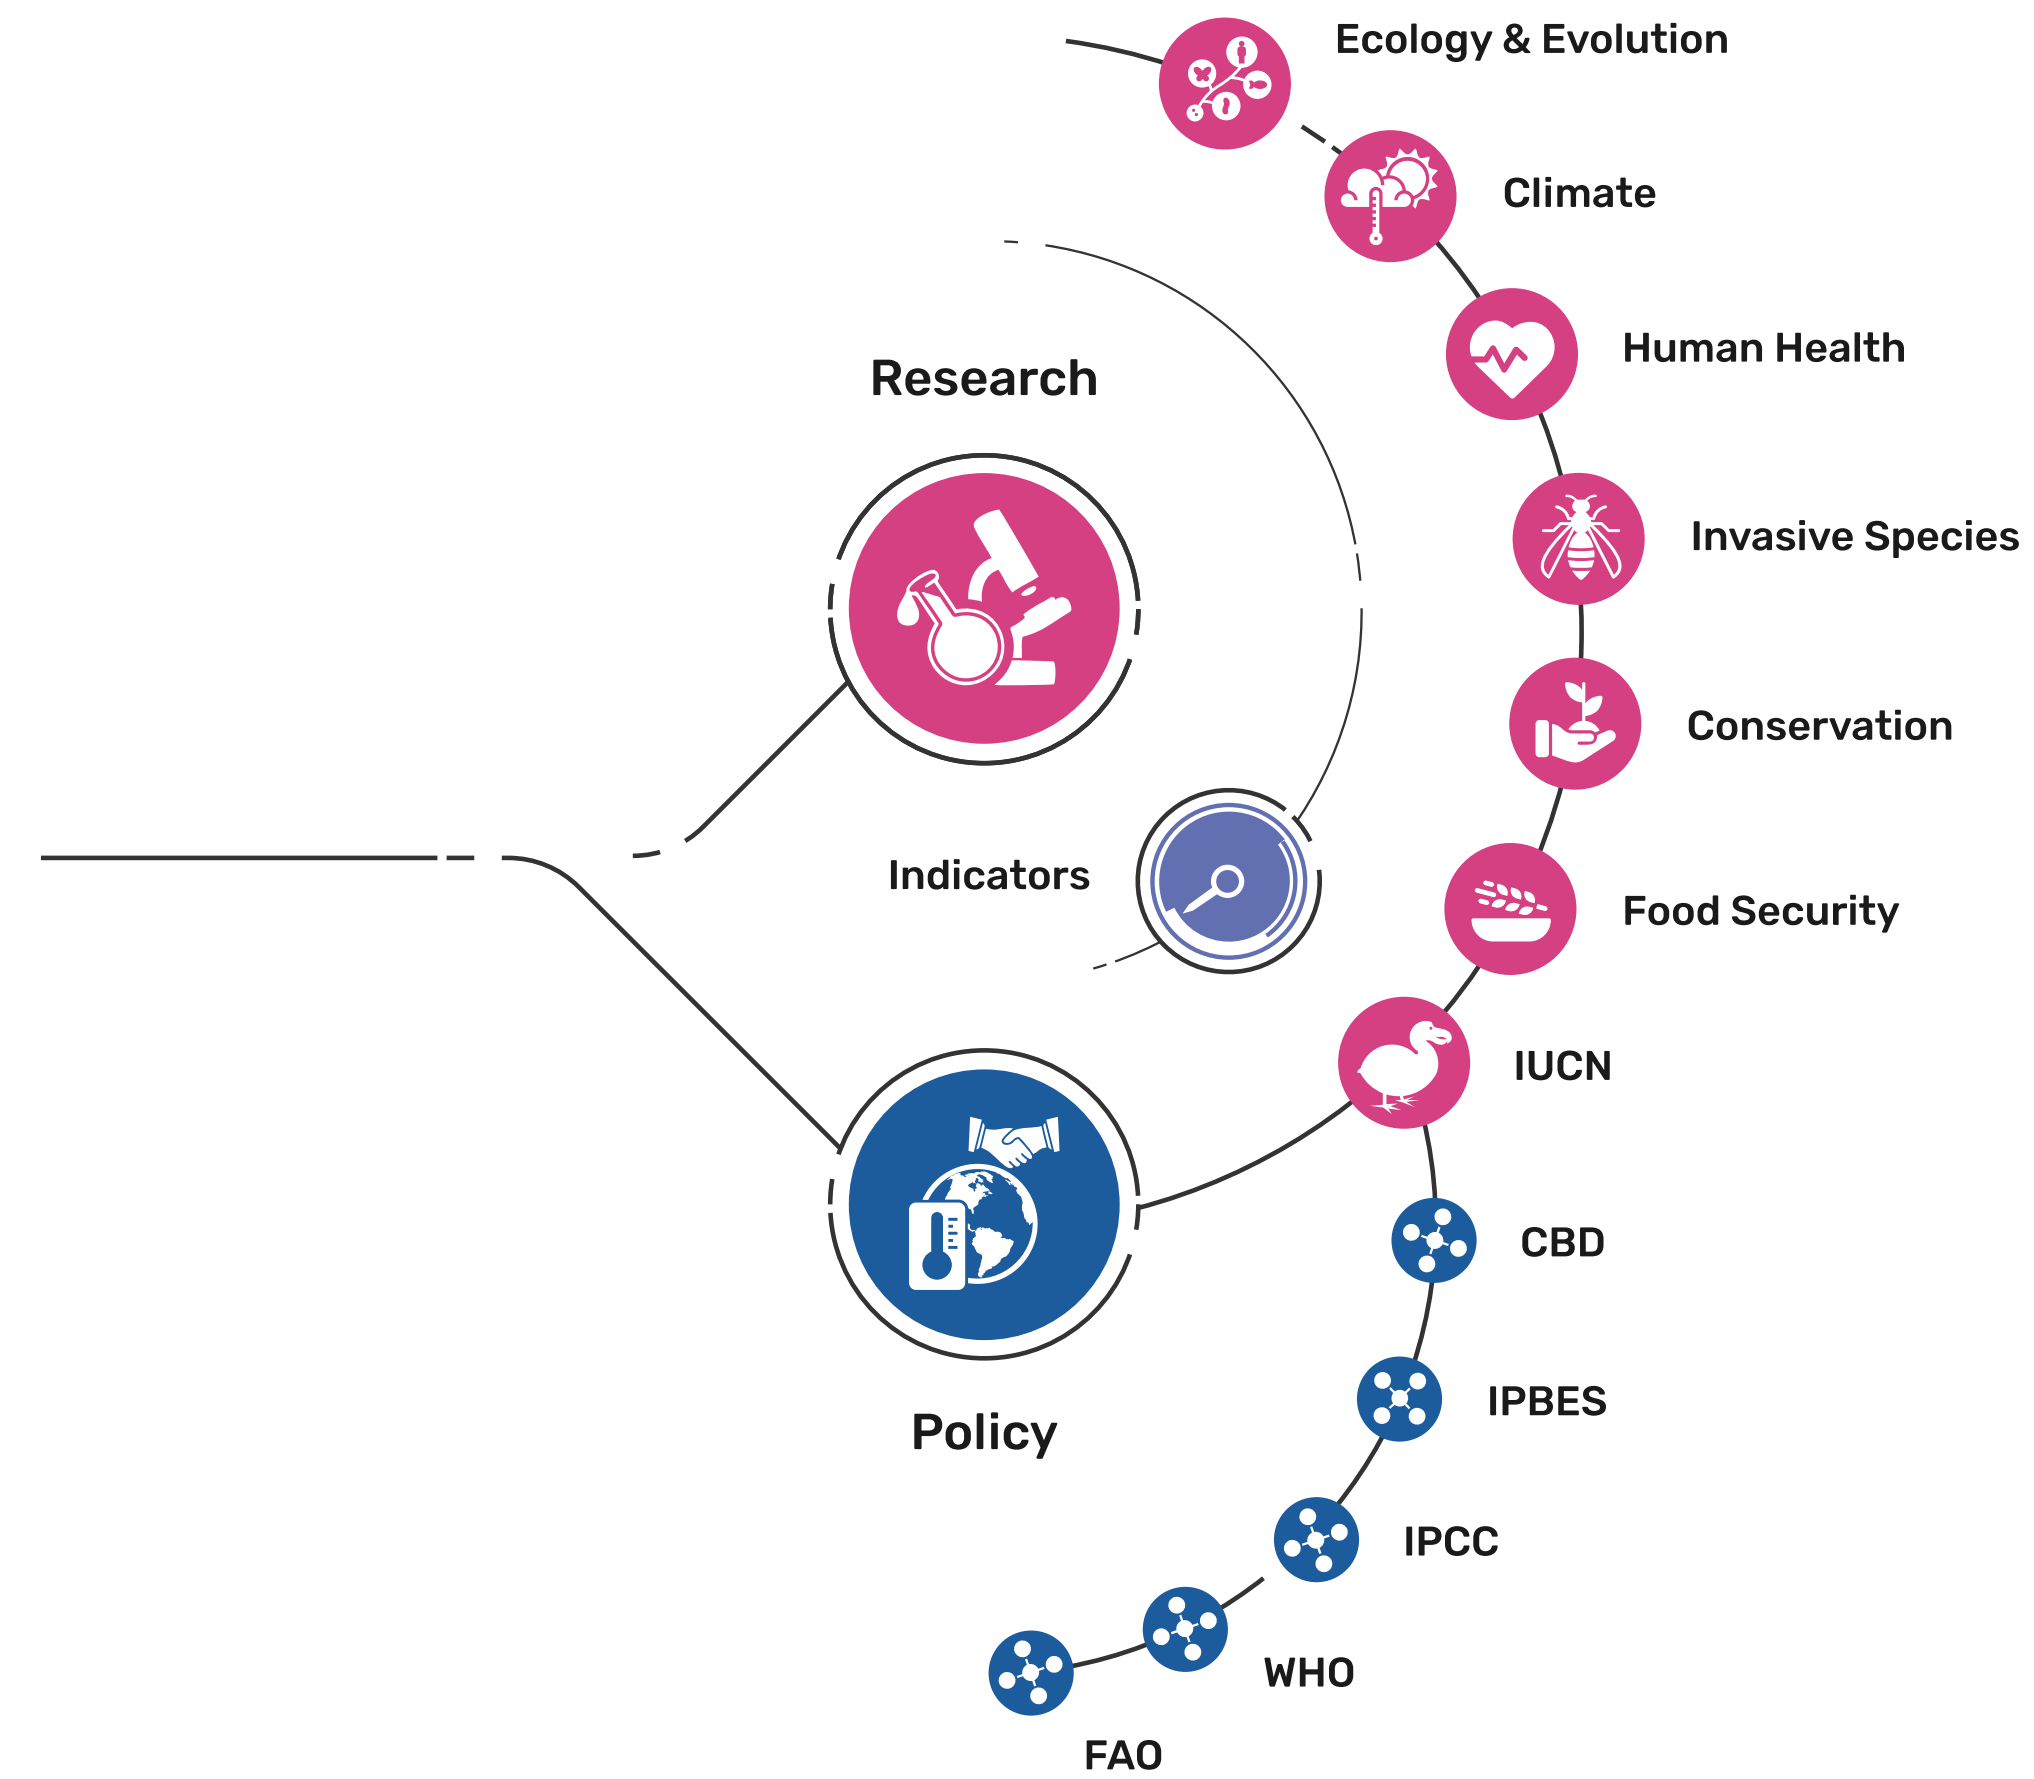 Ecology & Evolution
Climate
Human Health
Research
Invasive Species
Conservation
Indicators
Food Security
IUCN
CBD
IPBES
Policy
IPCC
WHO
FAO